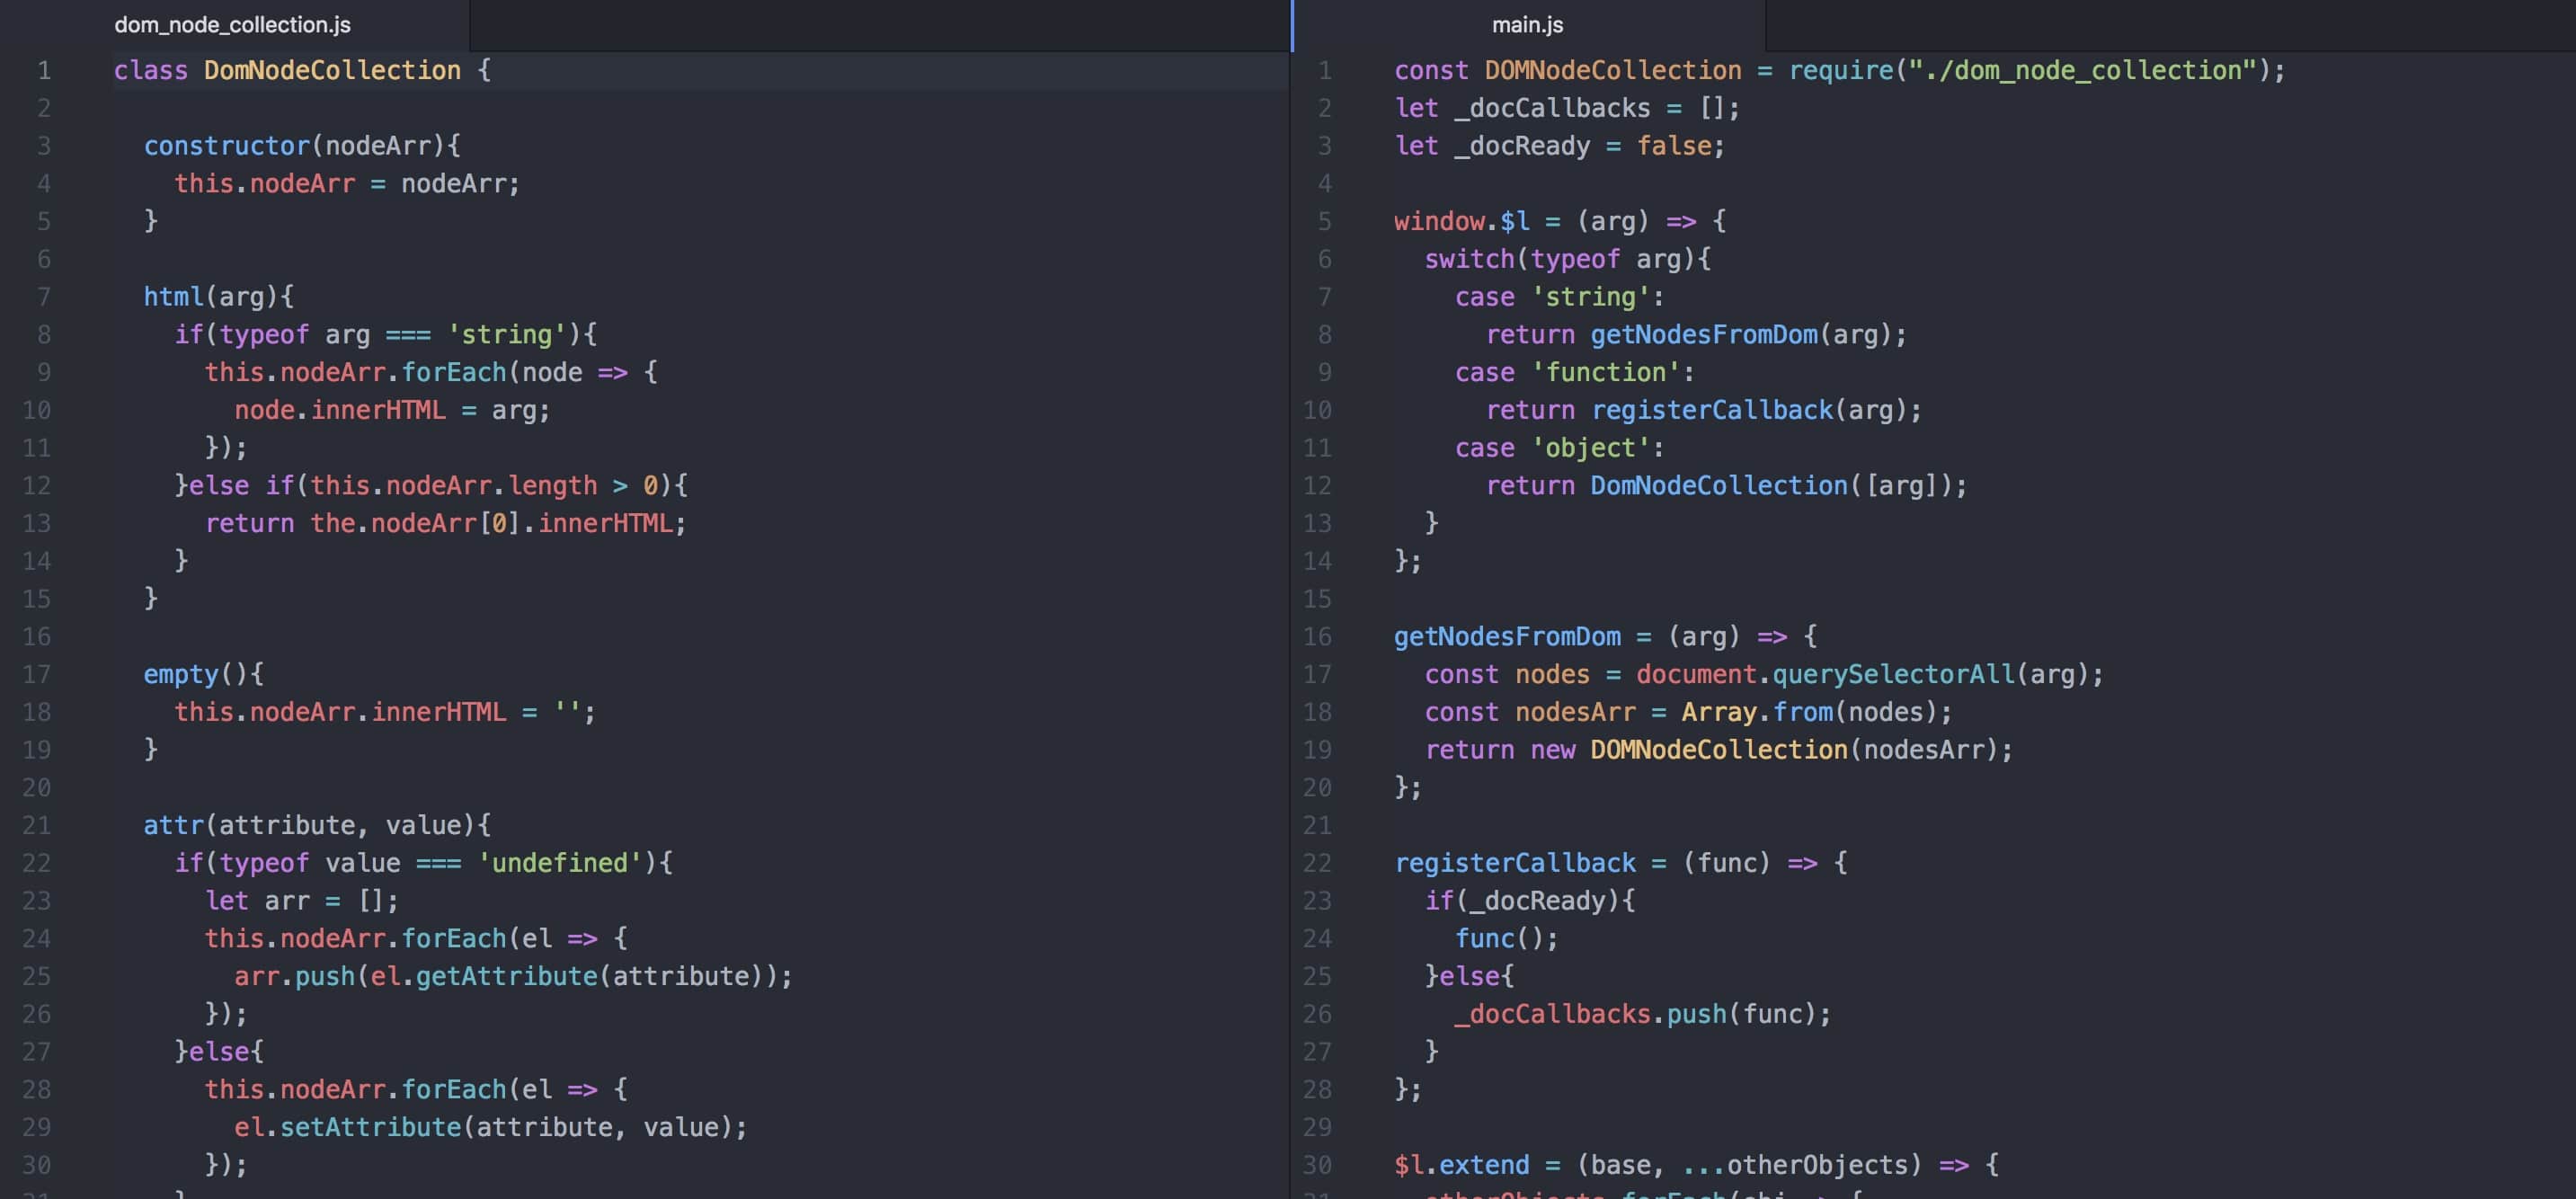 dom_node_collection.js
1 class DomNodeCollection {
2
3 constructor(nodeArr){
4 this.nodeArr = nodeArr;
5 }
6
7 html(arg){
8 if(typeof arg === 'string'){
9 this.nodeArr.forEach(node => {
10 node.innerHTML = arg;
11 });
12 }else if(this.nodeArr.length > 0){
13 return the.nodeArr[0].innerHTML;
14 }
15 }
16
17 empty(){
18 this.nodeArr.innerHTML = '';
19 }
20
21 attr(attribute, value){
22 if(typeof value === 'undefined'){
23 let arr = [];
24 this.nodeArr.forEach(el => {
25 arr.push(el.getAttribute(attribute));
26 });
27 }else{
28 this.nodeArr.forEach(el => {
29 el.setAttribute(attribute, value);
30 });
31 }
main.js
1 const DOMNodeCollection = require("./dom_node_collection");
2 let _docCallbacks = [];
3 let _docReady = false;
4
5 window.$l = (arg) => {
6 switch(typeof arg){
7 case 'string':
8 return getNodesFromDom(arg);
9 case 'function':
10 return registerCallback(arg);
11 case 'object':
12 return DomNodeCollection([arg]);
13 }
14 };
15
16 getNodesFromDom = (arg) => {
17 const nodes = document.querySelectorAll(arg);
18 const nodesArr = Array.from(nodes);
19 return new DOMNodeCollection(nodesArr);
20 };
21
22 registerCallback = (func) => {
23 if(_docReady){
24 func();
25 }else{
26 _docCallbacks.push(func);
27 }
28 };
29
30 $l.extend = (base, ...otherObjects) => {
31 otherObjects.forEach(obj => {